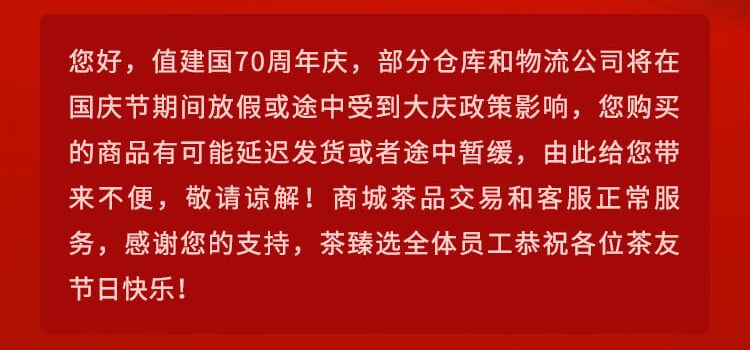 您好，值建国70周年庆，部分仓库和物流公司将在
国庆节期间放假或途中受到大庆政策影响，您购买
的商品有可能延迟发货或者途中暂缓，由此给您带
来不便，敬请谅解！商城茶品交易和客服正常服
务，感谢您的支持，茶臻选全体员工恭祝各位茶友
节日快乐！